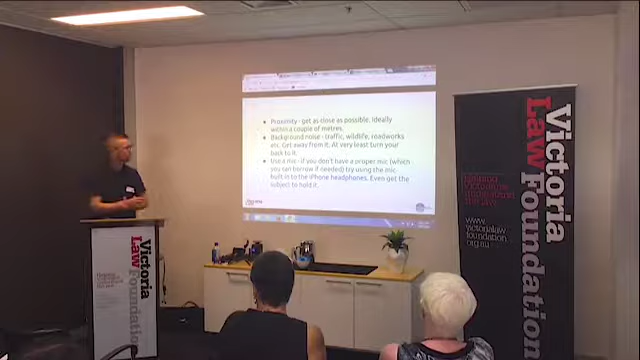 Proximity - get as close as possible. Ideally
within a couple of metres.
Background noise - traffic, wildlife, roadworks
etc. Get away from it. At very least turn your
back to it.
Use a mic - if you don't have a proper mic (which
you can borrow if needed) try using the mic
built in to the iPhone headphones. Even get the
subject to hold it.
Victoria
Law Foundation
www.
victorialaw
foundation
.org.au
Victoria
Law Foundation